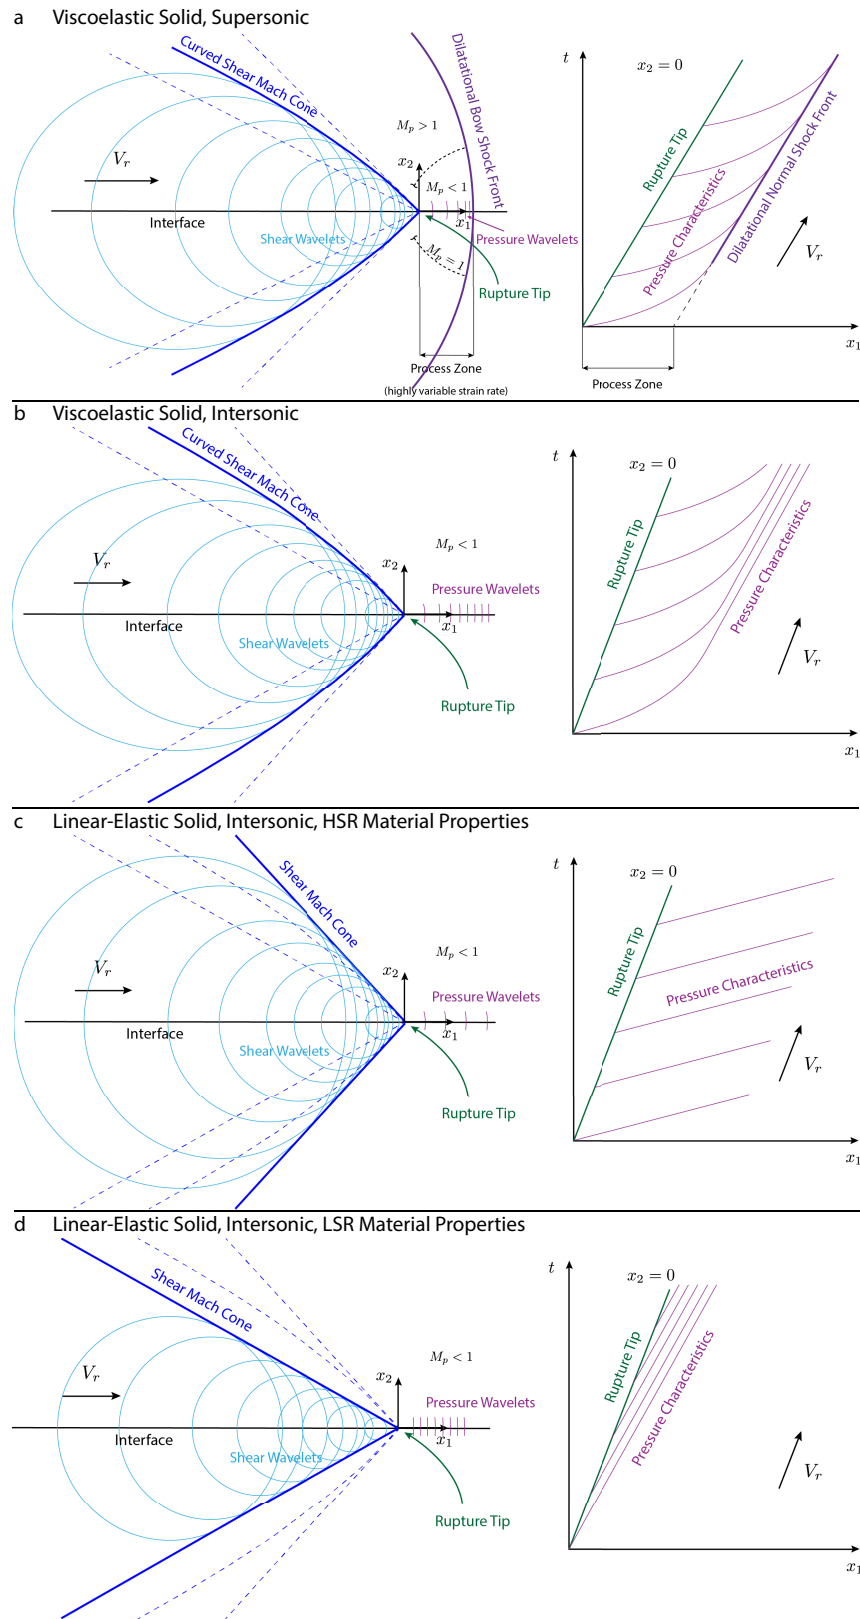 a Viscoelastic Solid, Supersonic
Curved Shear Mach Cone
Dilatational Bow Shock Front
M_p > 1
x_2
V_r
M_p < 1
Interface
x_1
Shear Wavelets
Pressure Wavelets
M_p = 1
Rupture Tip
Process Zone
(highly variable strain rate)
t
x_2 = 0
Rupture Tip
Pressure Characteristics
Dilatational Normal Shock Front
V_r
x_1
Process Zone
b Viscoelastic Solid, Intersonic
Curved Shear Mach Cone
M_p < 1
V_r
x_2
Pressure Wavelets
Interface
x_1
Shear Wavelets
Rupture Tip
t
x_2 = 0
Rupture Tip
Pressure Characteristics
V_r
x_1
c Linear-Elastic Solid, Intersonic, HSR Material Properties
Shear Mach Cone
M_p < 1
V_r
x_2
Pressure Wavelets
Interface
x_1
Shear Wavelets
Rupture Tip
t
x_2 = 0
Rupture Tip
Pressure Characteristics
V_r
x_1
d Linear-Elastic Solid, Intersonic, LSR Material Properties
Shear Mach Cone
M_p < 1
V_r
x_2
Pressure Wavelets
Interface
x_1
Shear Wavelets
Rupture Tip
t
x_2 = 0
Rupture Tip
Pressure Characteristics
V_r
x_1